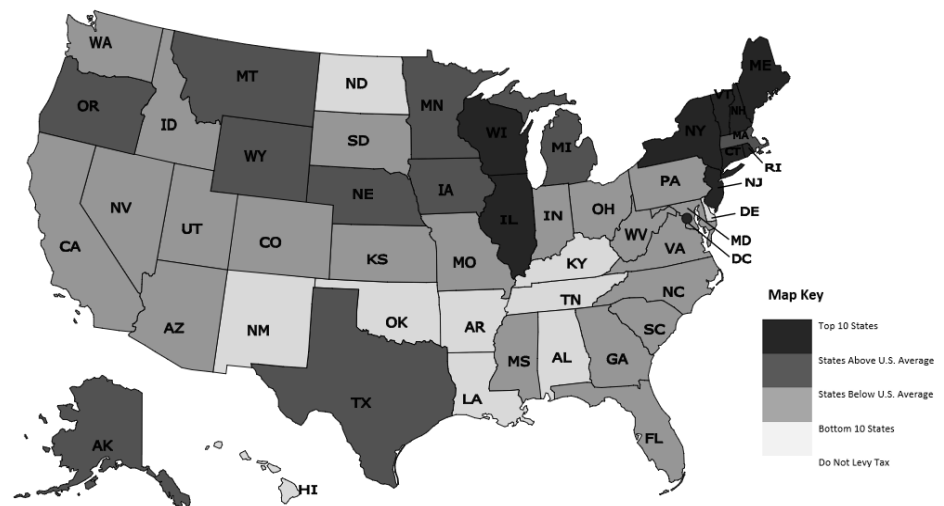 WA
MT
ND
MN
ME
OR
ID
SD
WI
VT
NH
NY
MA
WY
MI
CT
RI
NE
IA
PA
NJ
NV
UT
CO
IL
IN
OH
DE
CA
KS
MO
WV
VA
MD
DC
KY
NC
AZ
NM
OK
AR
TN
SC
MS
AL
GA
LA
TX
FL
AK
HI
Map Key
Top 10 States
States Above U.S. Average
States Below U.S. Average
Bottom 10 States
Do Not Levy Tax